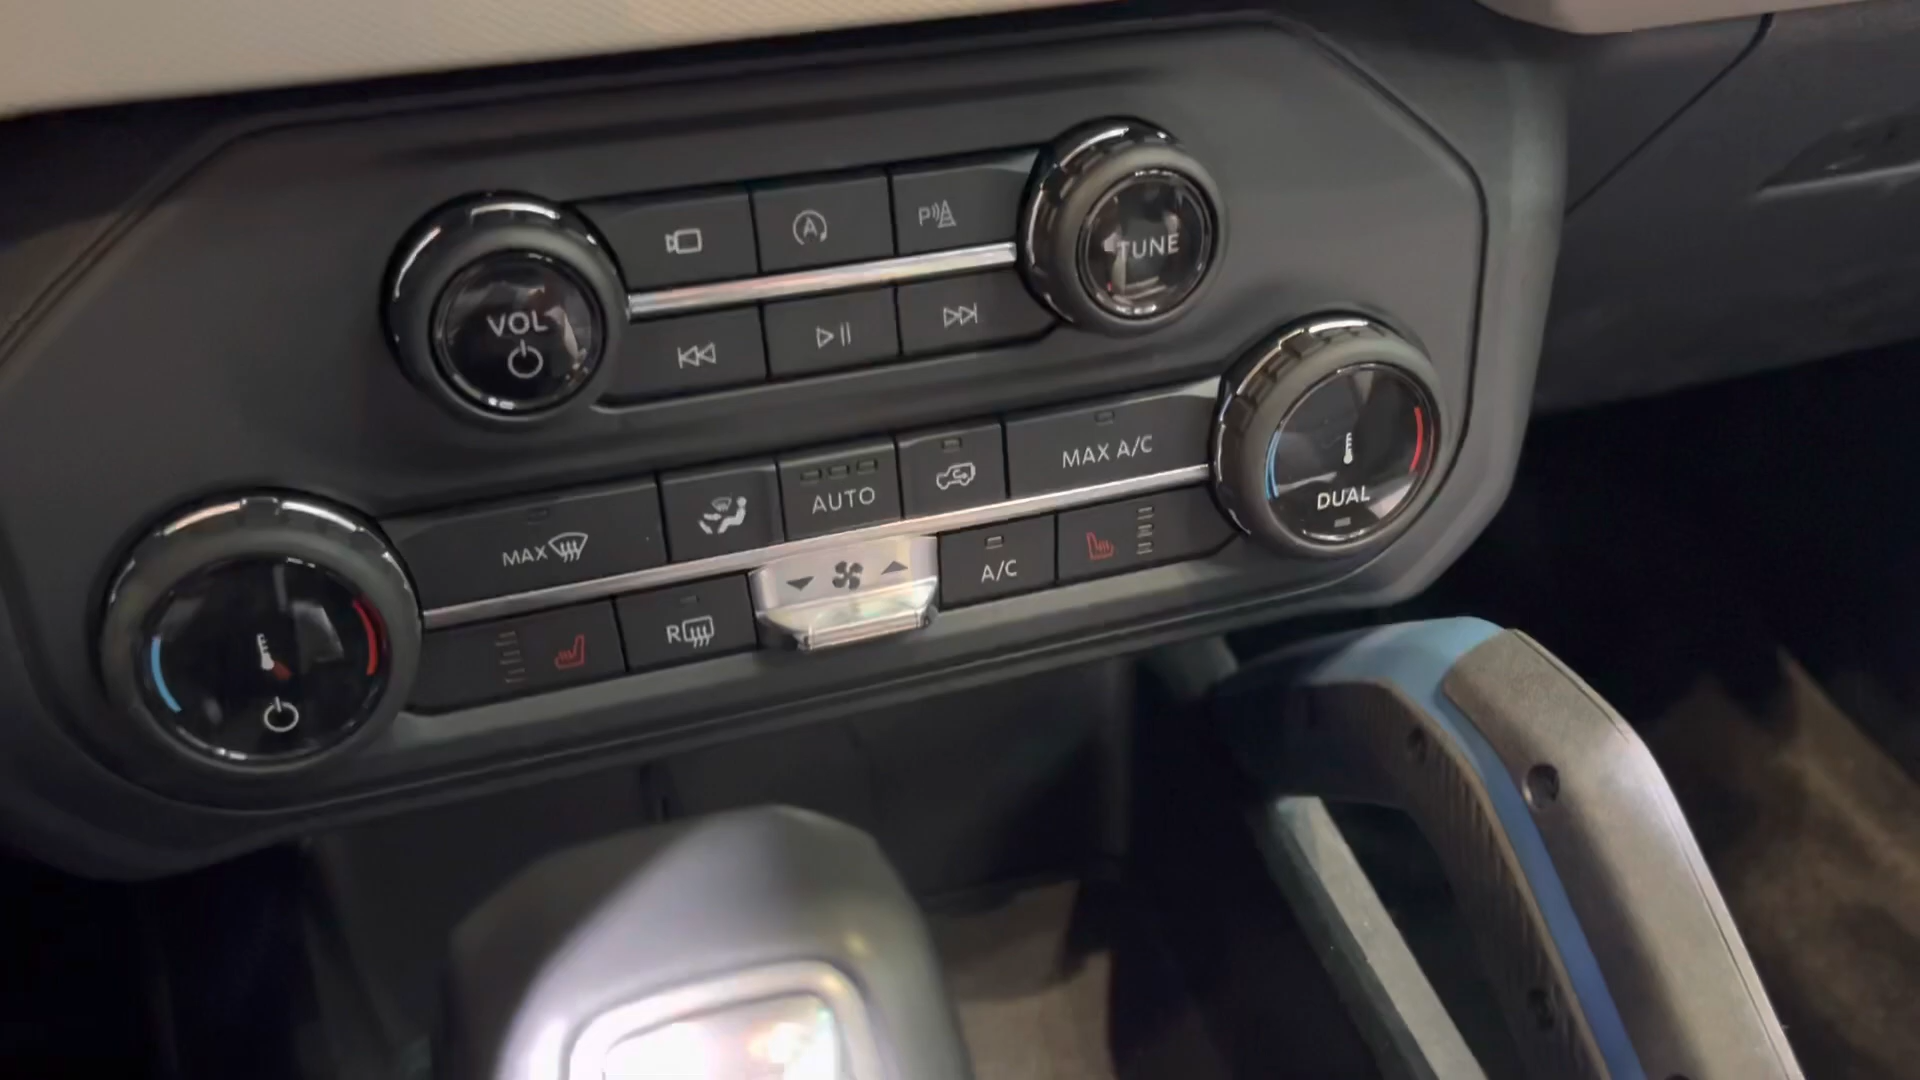 P
A
TUNE
VOL
MAX A/C
AUTO
MAX
DUAL
A/C
R